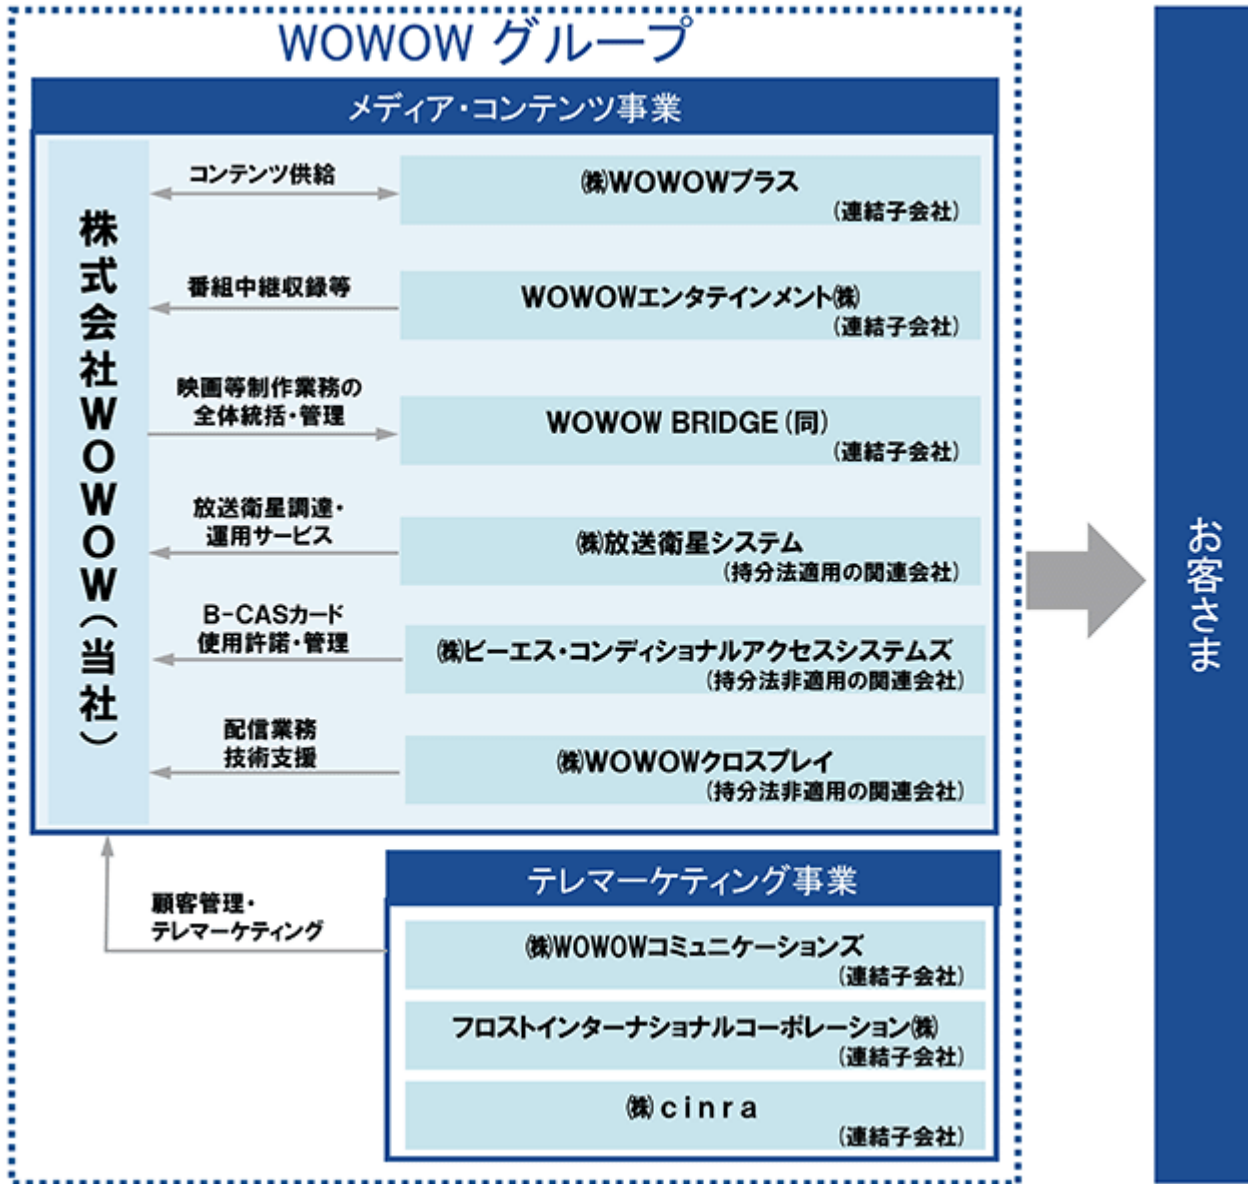 WOWOW グループ
メディア・コンテンツ事業
株式会社WOWOW(当社)
コンテンツ供給
㈱WOWOWプラス
(連結子会社)
番組中継収録等
WOWOWエンタテインメント㈱
(連結子会社)
映画等制作業務の
全体統括・管理
WOWOW BRIDGE(同)
(連結子会社)
放送衛星調達・
運用サービス
㈱放送衛星システム
(持分法適用の関連会社)
B-CASカード
使用許諾・管理
㈱ビーエス・コンディショナルアクセスシステムズ
(持分法非適用の関連会社)
配信業務
技術支援
㈱WOWOWクロスプレイ
(持分法非適用の関連会社)
顧客管理・
テレマーケティング
テレマーケティング事業
㈱WOWOWコミュニケーションズ
(連結子会社)
フロストインターナショナルコーポレーション㈱
(連結子会社)
㈱cinra
(連結子会社)
お客さま